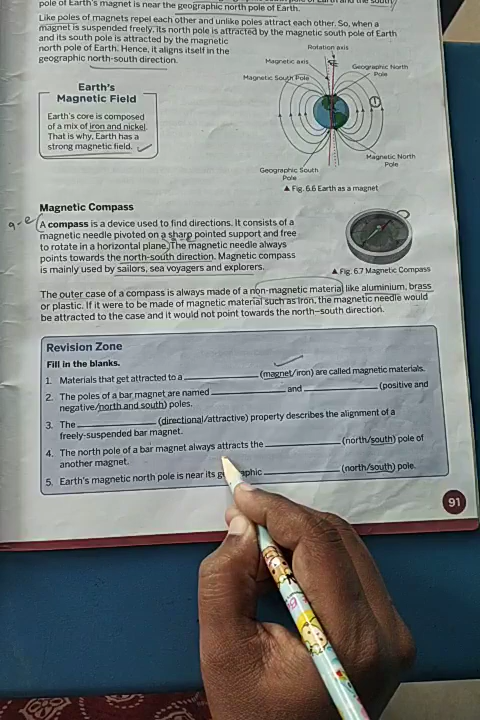 pole of Earth's magnet is near the geographic north pole of Earth.
Like poles of magnets repel each other and unlike poles attract each other. So, when a
magnet is suspended freely, its north pole is attracted by the magnetic south pole of Earth
and its south pole is attracted by the magnetic
north pole of Earth. Hence, it aligns itself in the
geographic north-south direction.
Rotation axis
Magnetic axis
Geographic North
Pole
Magnetic South Pole
Magnetic North
Pole
Geographic South
Pole
▲ Fig. 6.6 Earth as a magnet
Earth's
Magnetic Field
Earth's core is composed
of a mix of iron and nickel.
That is why, Earth has a
strong magnetic field.
Magnetic Compass
A compass is a device used to find directions. It consists of a
magnetic needle pivoted on a sharp pointed support and free
to rotate in a horizontal plane. The magnetic needle always
points towards the north-south direction. Magnetic compass
is mainly used by sailors, sea voyagers and explorers.
▲ Fig. 6.7 Magnetic Compass
The outer case of a compass is always made of a non-magnetic material like aluminium, brass
or plastic. If it were to be made of magnetic material such as iron, the magnetic needle would
be attracted to the case and it would not point towards the north–south direction.
Revision Zone
Fill in the blanks.
1. Materials that get attracted to a ____________ (magnet/iron) are called magnetic materials.
2. The poles of a bar magnet are named ____________ and ____________ (positive and
negative/north and south) poles.
3. The ____________ (directional/attractive) property describes the alignment of a
freely-suspended bar magnet.
4. The north pole of a bar magnet always attracts the ____________ (north/south) pole of
another magnet.
5. Earth's magnetic north pole is near its ____________ (north/south) pole.
91